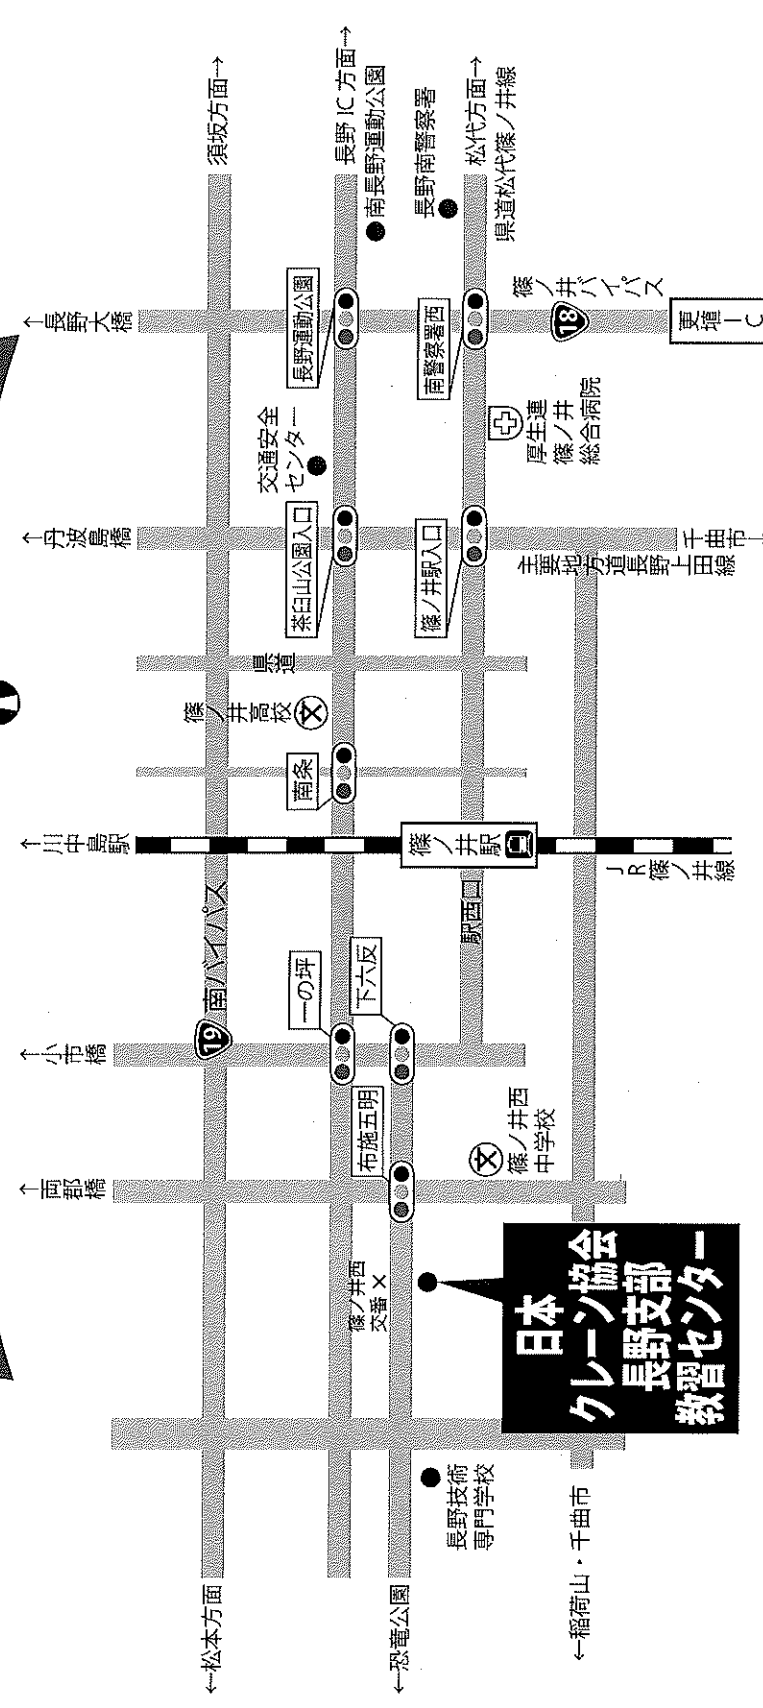 須坂方面→
長野IC方面→
南長野運動公園
長野南警察署
松代方面→
県道松代篠ノ井線
←長野大橋
長野運動公園
南警察署西
篠ノ井バイパス
18
更埴IC
交通安全
センター
厚生連
篠ノ井
総合病院
←丹波島橋
茶臼山公園入口
篠ノ井駅入口
千曲市→
主要地方道長野上田線
県道
篠ノ井高校
文
南条
←川中島駅
篠ノ井駅
JR篠ノ井線
駅西口
19
南バイパス
←小市橋
一の坪
下六反
←両郡橋
布施五明
文
篠ノ井西
中学校
篠ノ井西
交番×
日本
クレーン協会
長野支部
教習センター
長野技術
専門学校
←松本方面
←恐竜公園
←稲荷山・千曲市